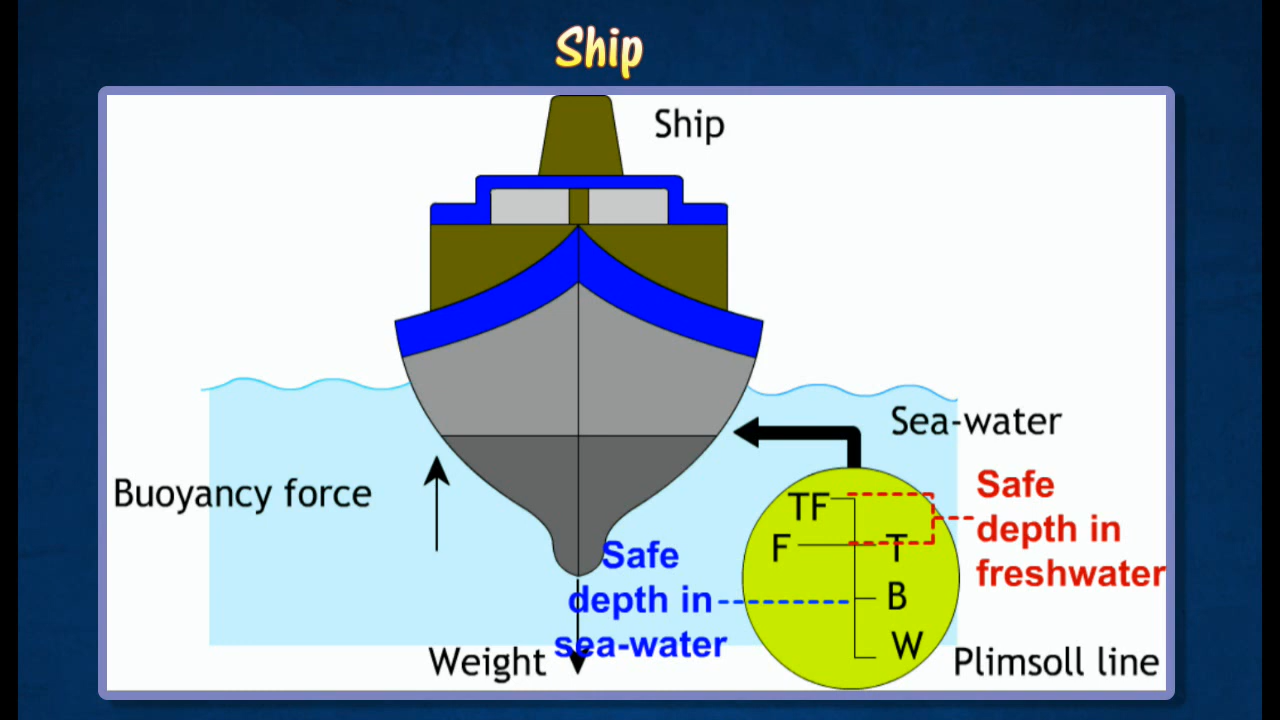 Ship
Ship
Sea-water
Buoyancy force
Safe
depth in
freshwater
TF
F
T
B
W
Safe
depth in
sea-water
Weight
Plimsoll line